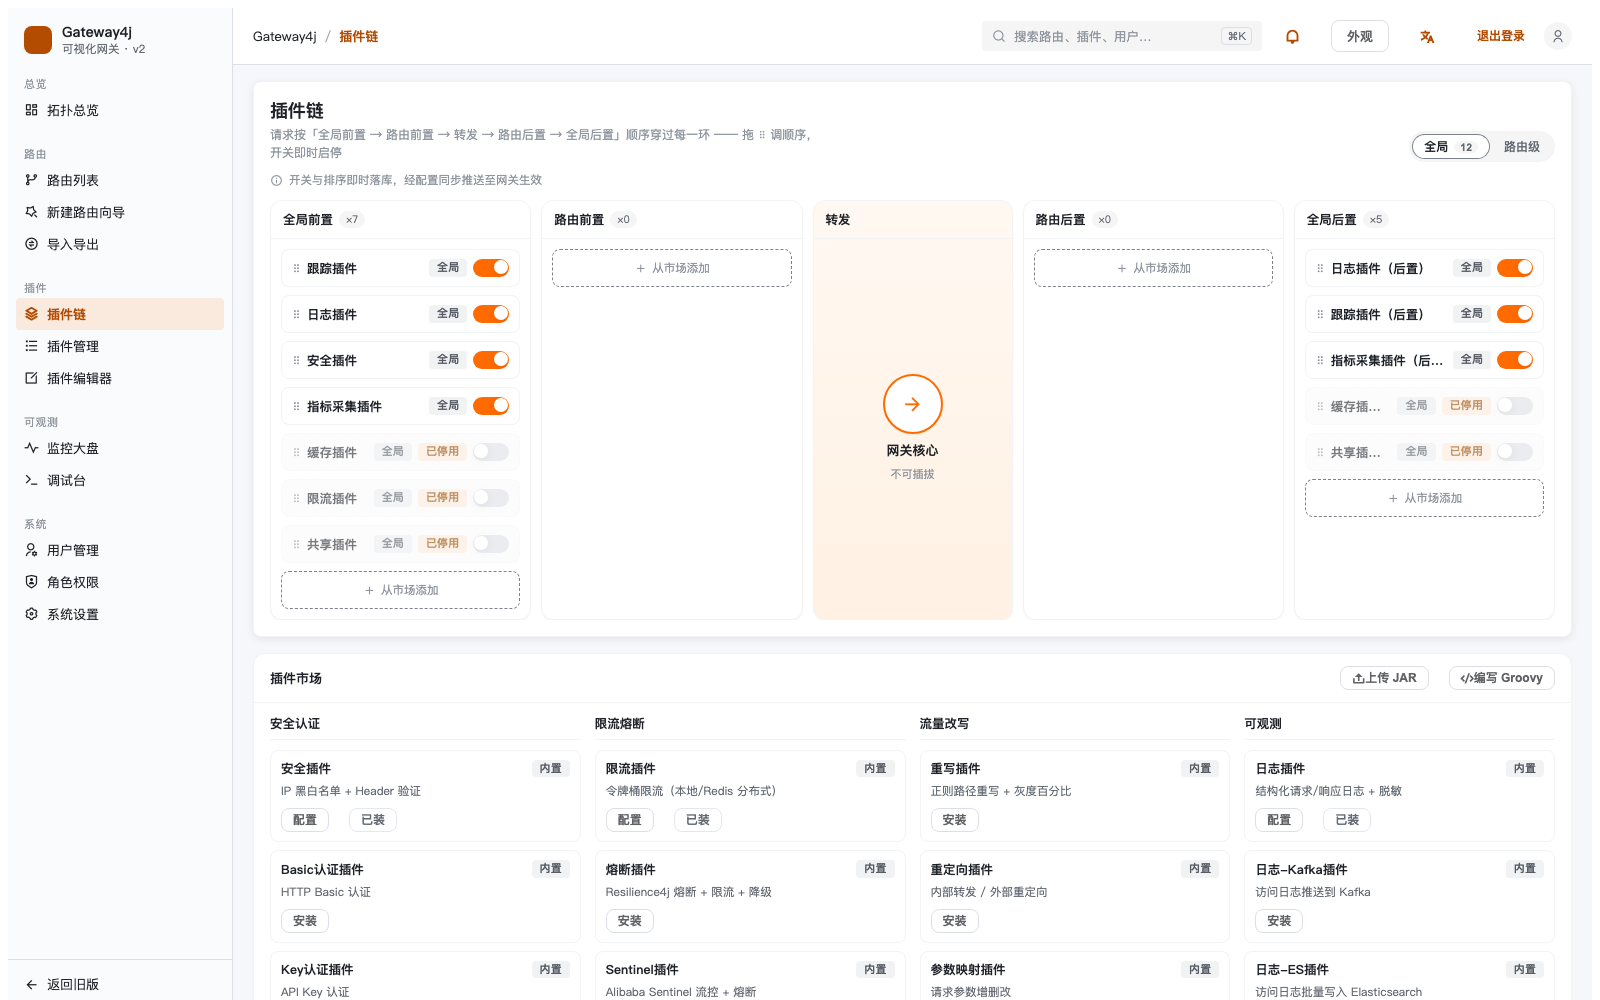 Gateway4j
可视化网关 · v2
总览
拓扑总览
路由
路由列表
新建路由向导
导入导出
插件
插件链
插件管理
插件编辑器
可观测
监控大盘
调试台
系统
用户管理
角色权限
系统设置
返回旧版
Gateway4j / 插件链
搜索路由、插件、用户… ⌘K
外观
退出登录
插件链
请求按「全局前置 → 路由前置 → 转发 → 路由后置 → 全局后置」顺序穿过每一环 —— 拖 ⠿ 调顺序,
开关即时启停
开关与排序即时落库，经配置同步推送至网关生效
全局 12 路由级
全局前置 ×7
跟踪插件 全局
日志插件 全局
安全插件 全局
指标采集插件 全局
缓存插件 全局 已停用
限流插件 全局 已停用
共享插件 全局 已停用
+ 从市场添加
路由前置 ×0
+ 从市场添加
转发
网关核心
不可插拔
路由后置 ×0
+ 从市场添加
全局后置 ×5
日志插件（后置） 全局
跟踪插件（后置） 全局
指标采集插件（后… 全局
缓存插… 全局 已停用
共享插… 全局 已停用
+ 从市场添加
插件市场
上传 JAR
编写 Groovy
安全认证
安全插件 内置
IP 黑白名单 + Header 验证
配置 已装
Basic认证插件 内置
HTTP Basic 认证
安装
Key认证插件 内置
API Key 认证
限流熔断
限流插件 内置
令牌桶限流（本地/Redis 分布式）
配置 已装
熔断插件 内置
Resilience4j 熔断 + 限流 + 降级
安装
Sentinel插件 内置
Alibaba Sentinel 流控 + 熔断
流量改写
重写插件 内置
正则路径重写 + 灰度百分比
安装
重定向插件 内置
内部转发 / 外部重定向
安装
参数映射插件 内置
请求参数增删改
可观测
日志插件 内置
结构化请求/响应日志 + 脱敏
配置 已装
日志-Kafka插件 内置
访问日志推送到 Kafka
安装
日志-ES插件 内置
访问日志批量写入 Elasticsearch